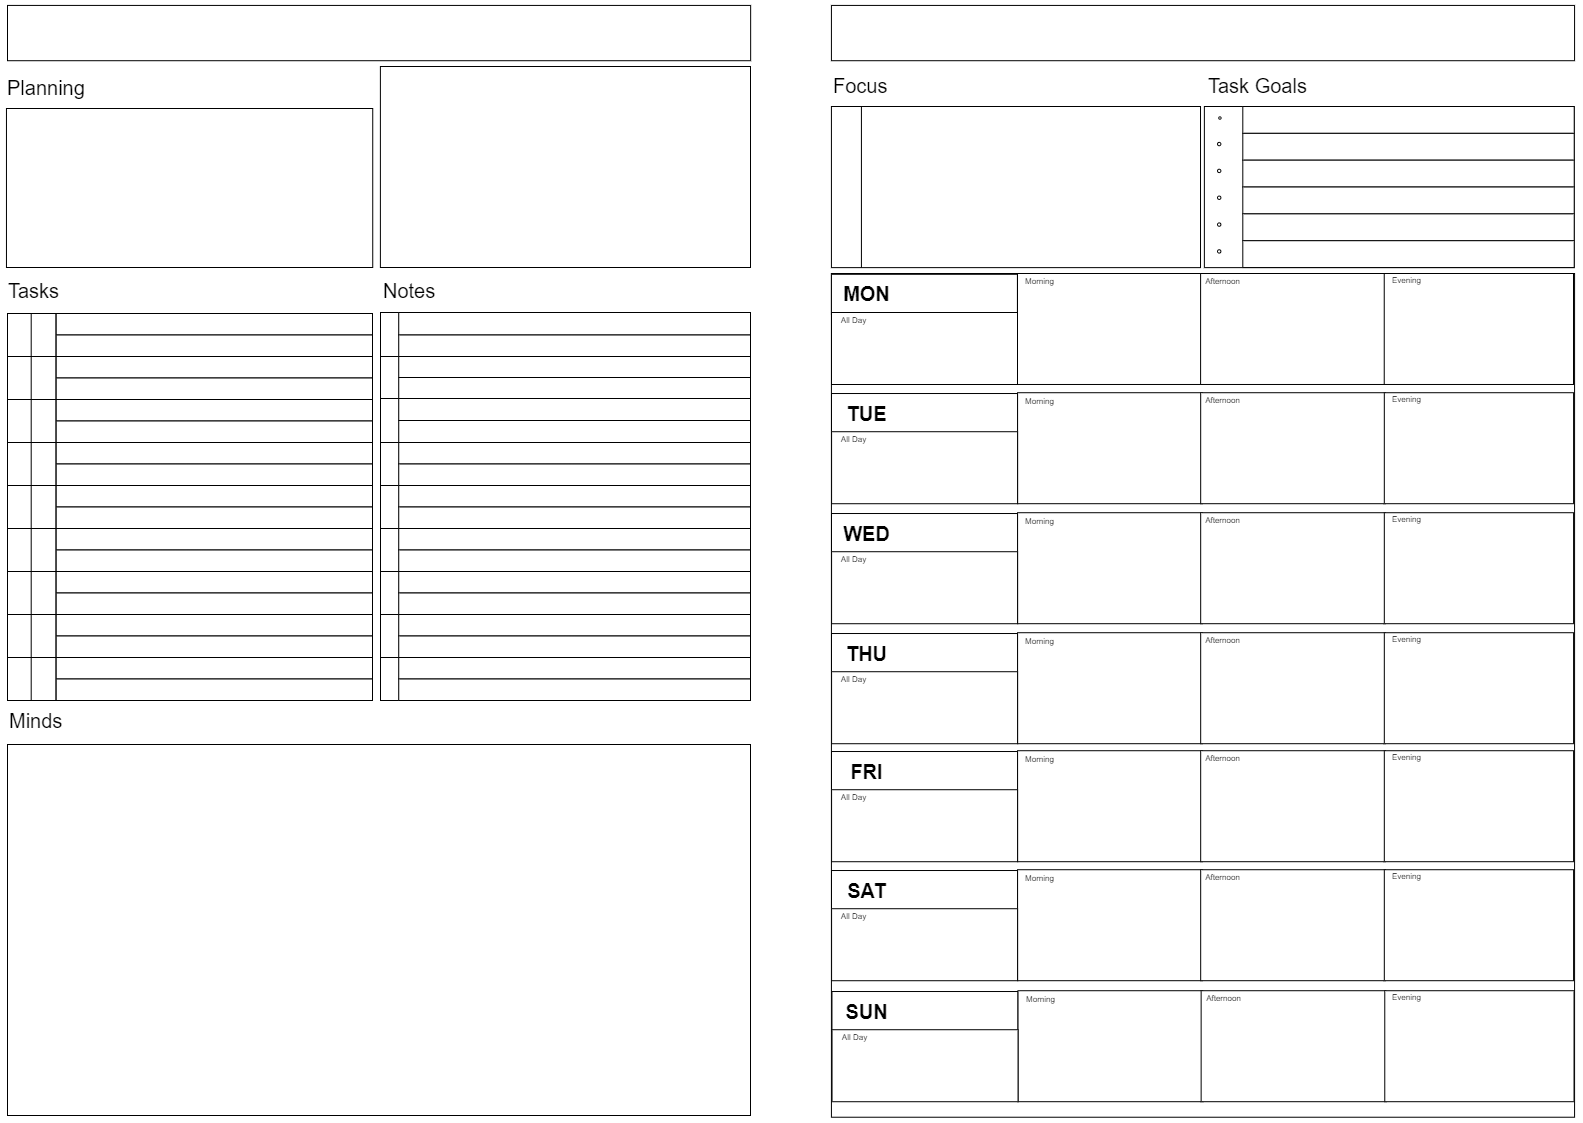 Planning
Tasks
Notes
Minds
Focus
Task Goals
MON
All Day
Morning
Afternoon
Evening
TUE
All Day
Morning
Afternoon
Evening
WED
All Day
Morning
Afternoon
Evening
THU
All Day
Morning
Afternoon
Evening
FRI
All Day
Morning
Afternoon
Evening
SAT
All Day
Morning
Afternoon
Evening
SUN
All Day
Morning
Afternoon
Evening